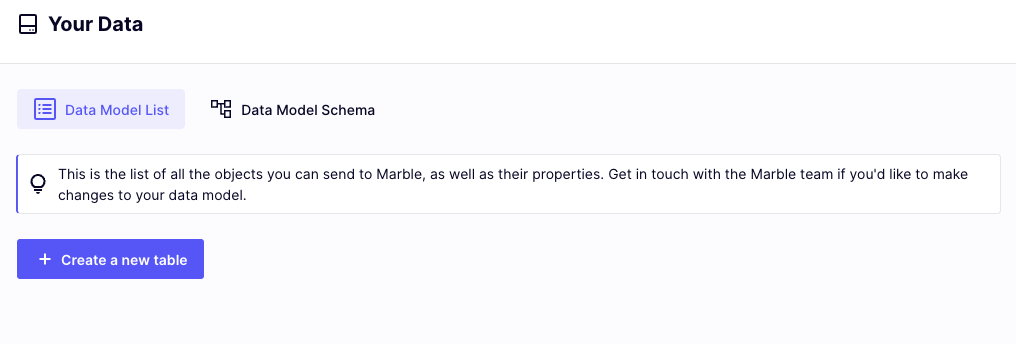 Your Data
Data Model List
Data Model Schema
This is the list of all the objects you can send to Marble, as well as their properties. Get in touch with the Marble team if you'd like to make
changes to your data model.
+ Create a new table